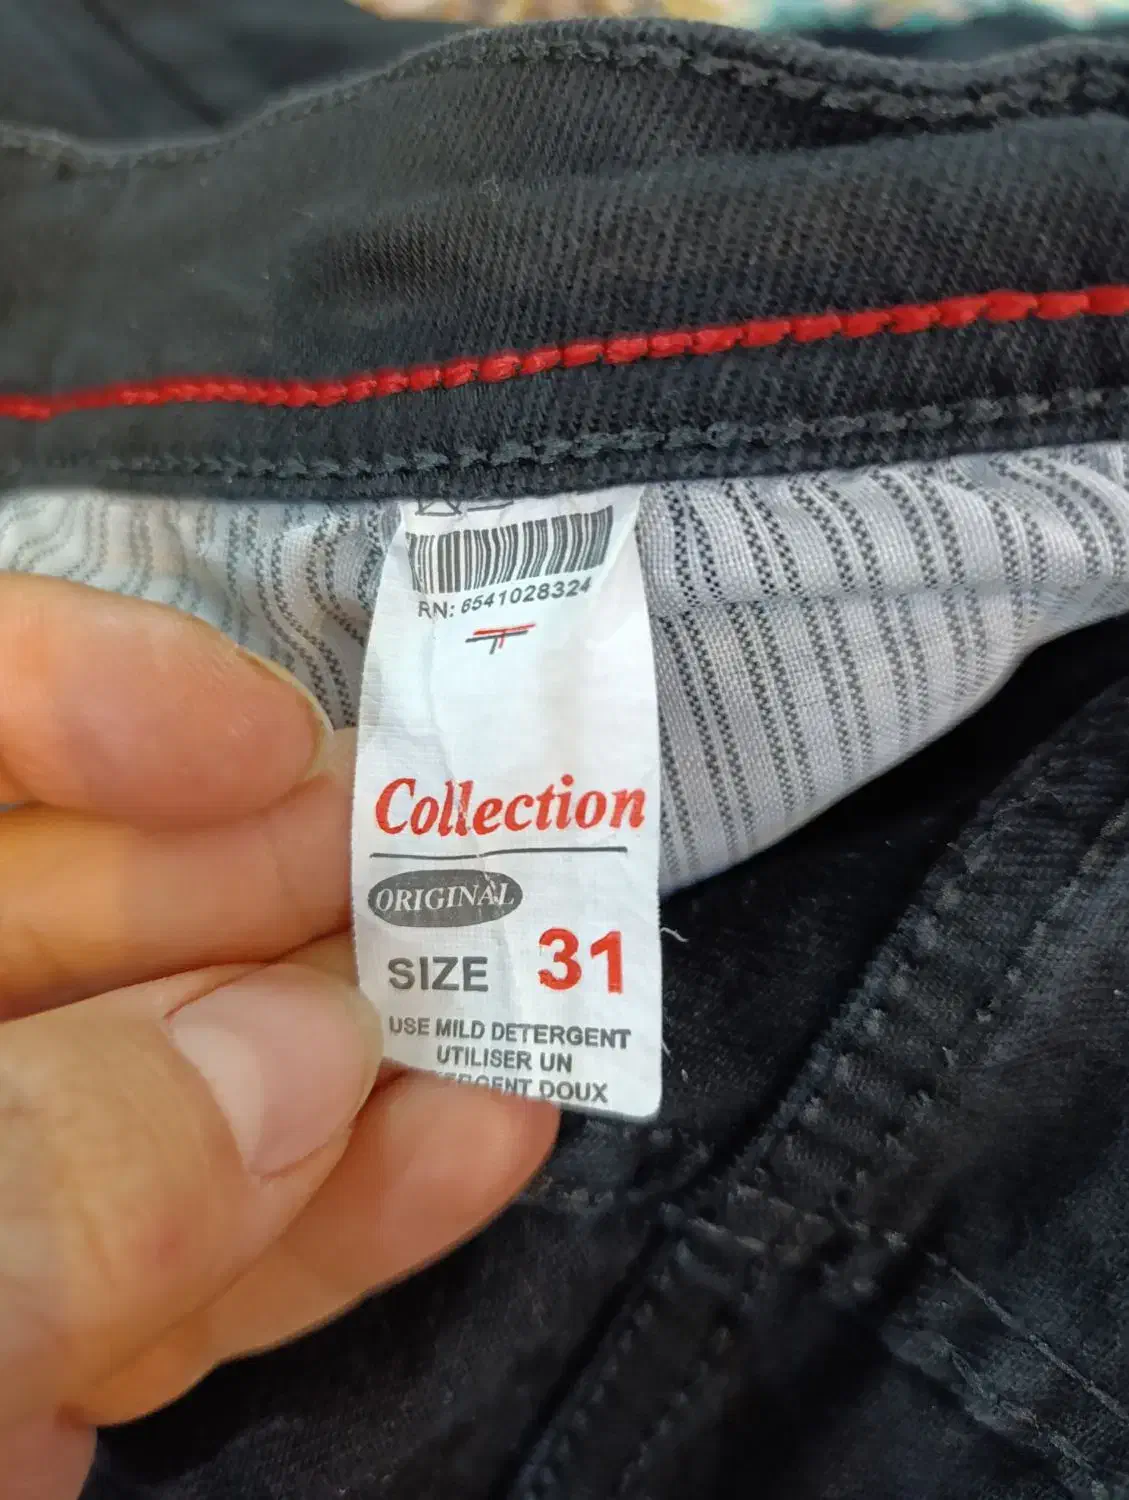 RN: 6541028324
Collection
ORIGINAL
SIZE 31
USE MILD DETERGENT
UTILISER UN
DOUX